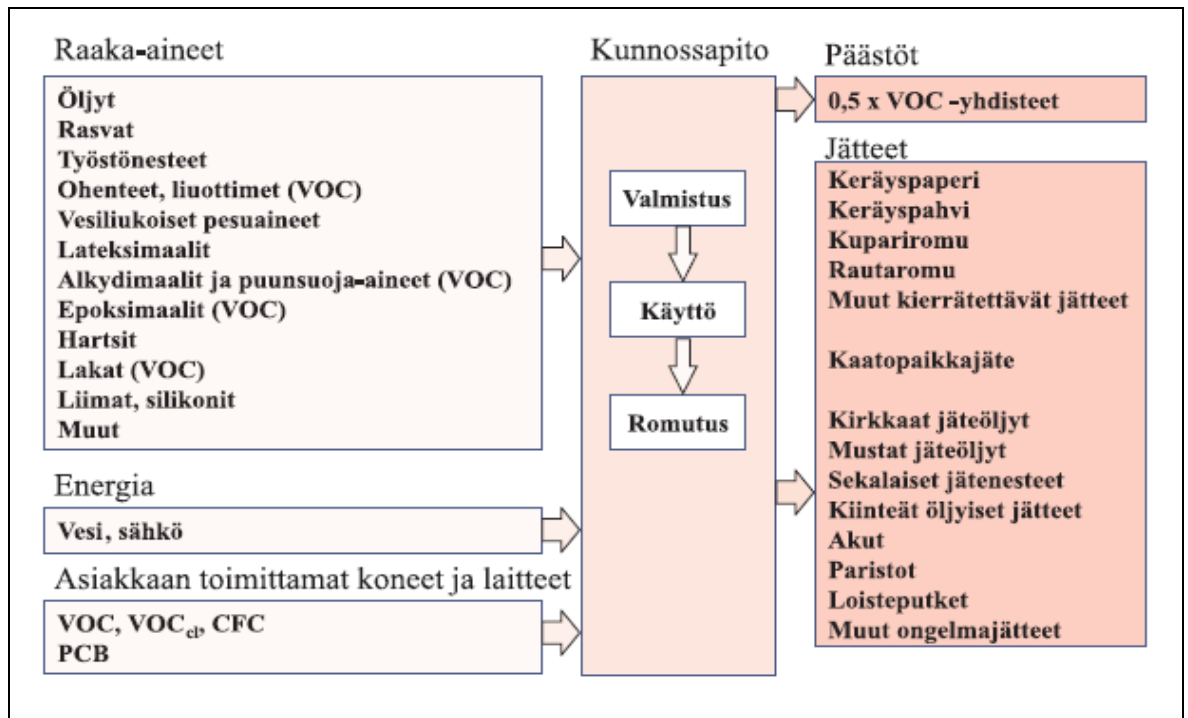 Raaka-aineet
Öljyt
Rasvat
Työstönesteet
Ohenteet, liuottimet (VOC)
Vesiliukoiset pesuaineet
Lateksimaalit
Alkydimaalit ja puunsuoja-aineet (VOC)
Epoksimaalit (VOC)
Hartsit
Lakat (VOC)
Liimat, silikonit
Muut
Energia
Vesi, sähkö
Asiakkaan toimittamat koneet ja laitteet
VOC, VOCcl, CFC
PCB
Kunnossapito
Valmistus
Käyttö
Romutus
Päästöt
0,5 x VOC -yhdisteet
Jätteet
Keräyspaperi
Keräyspahvi
Kupariromu
Rautaromu
Muut kierrätettävät jätteet
Kaatopaikkajäte
Kirkkaat jäteöljyt
Mustat jäteöljyt
Sekalaiset jätenesteet
Kiinteät öljyiset jätteet
Akut
Paristot
Loisteputket
Muut ongelmajätteet